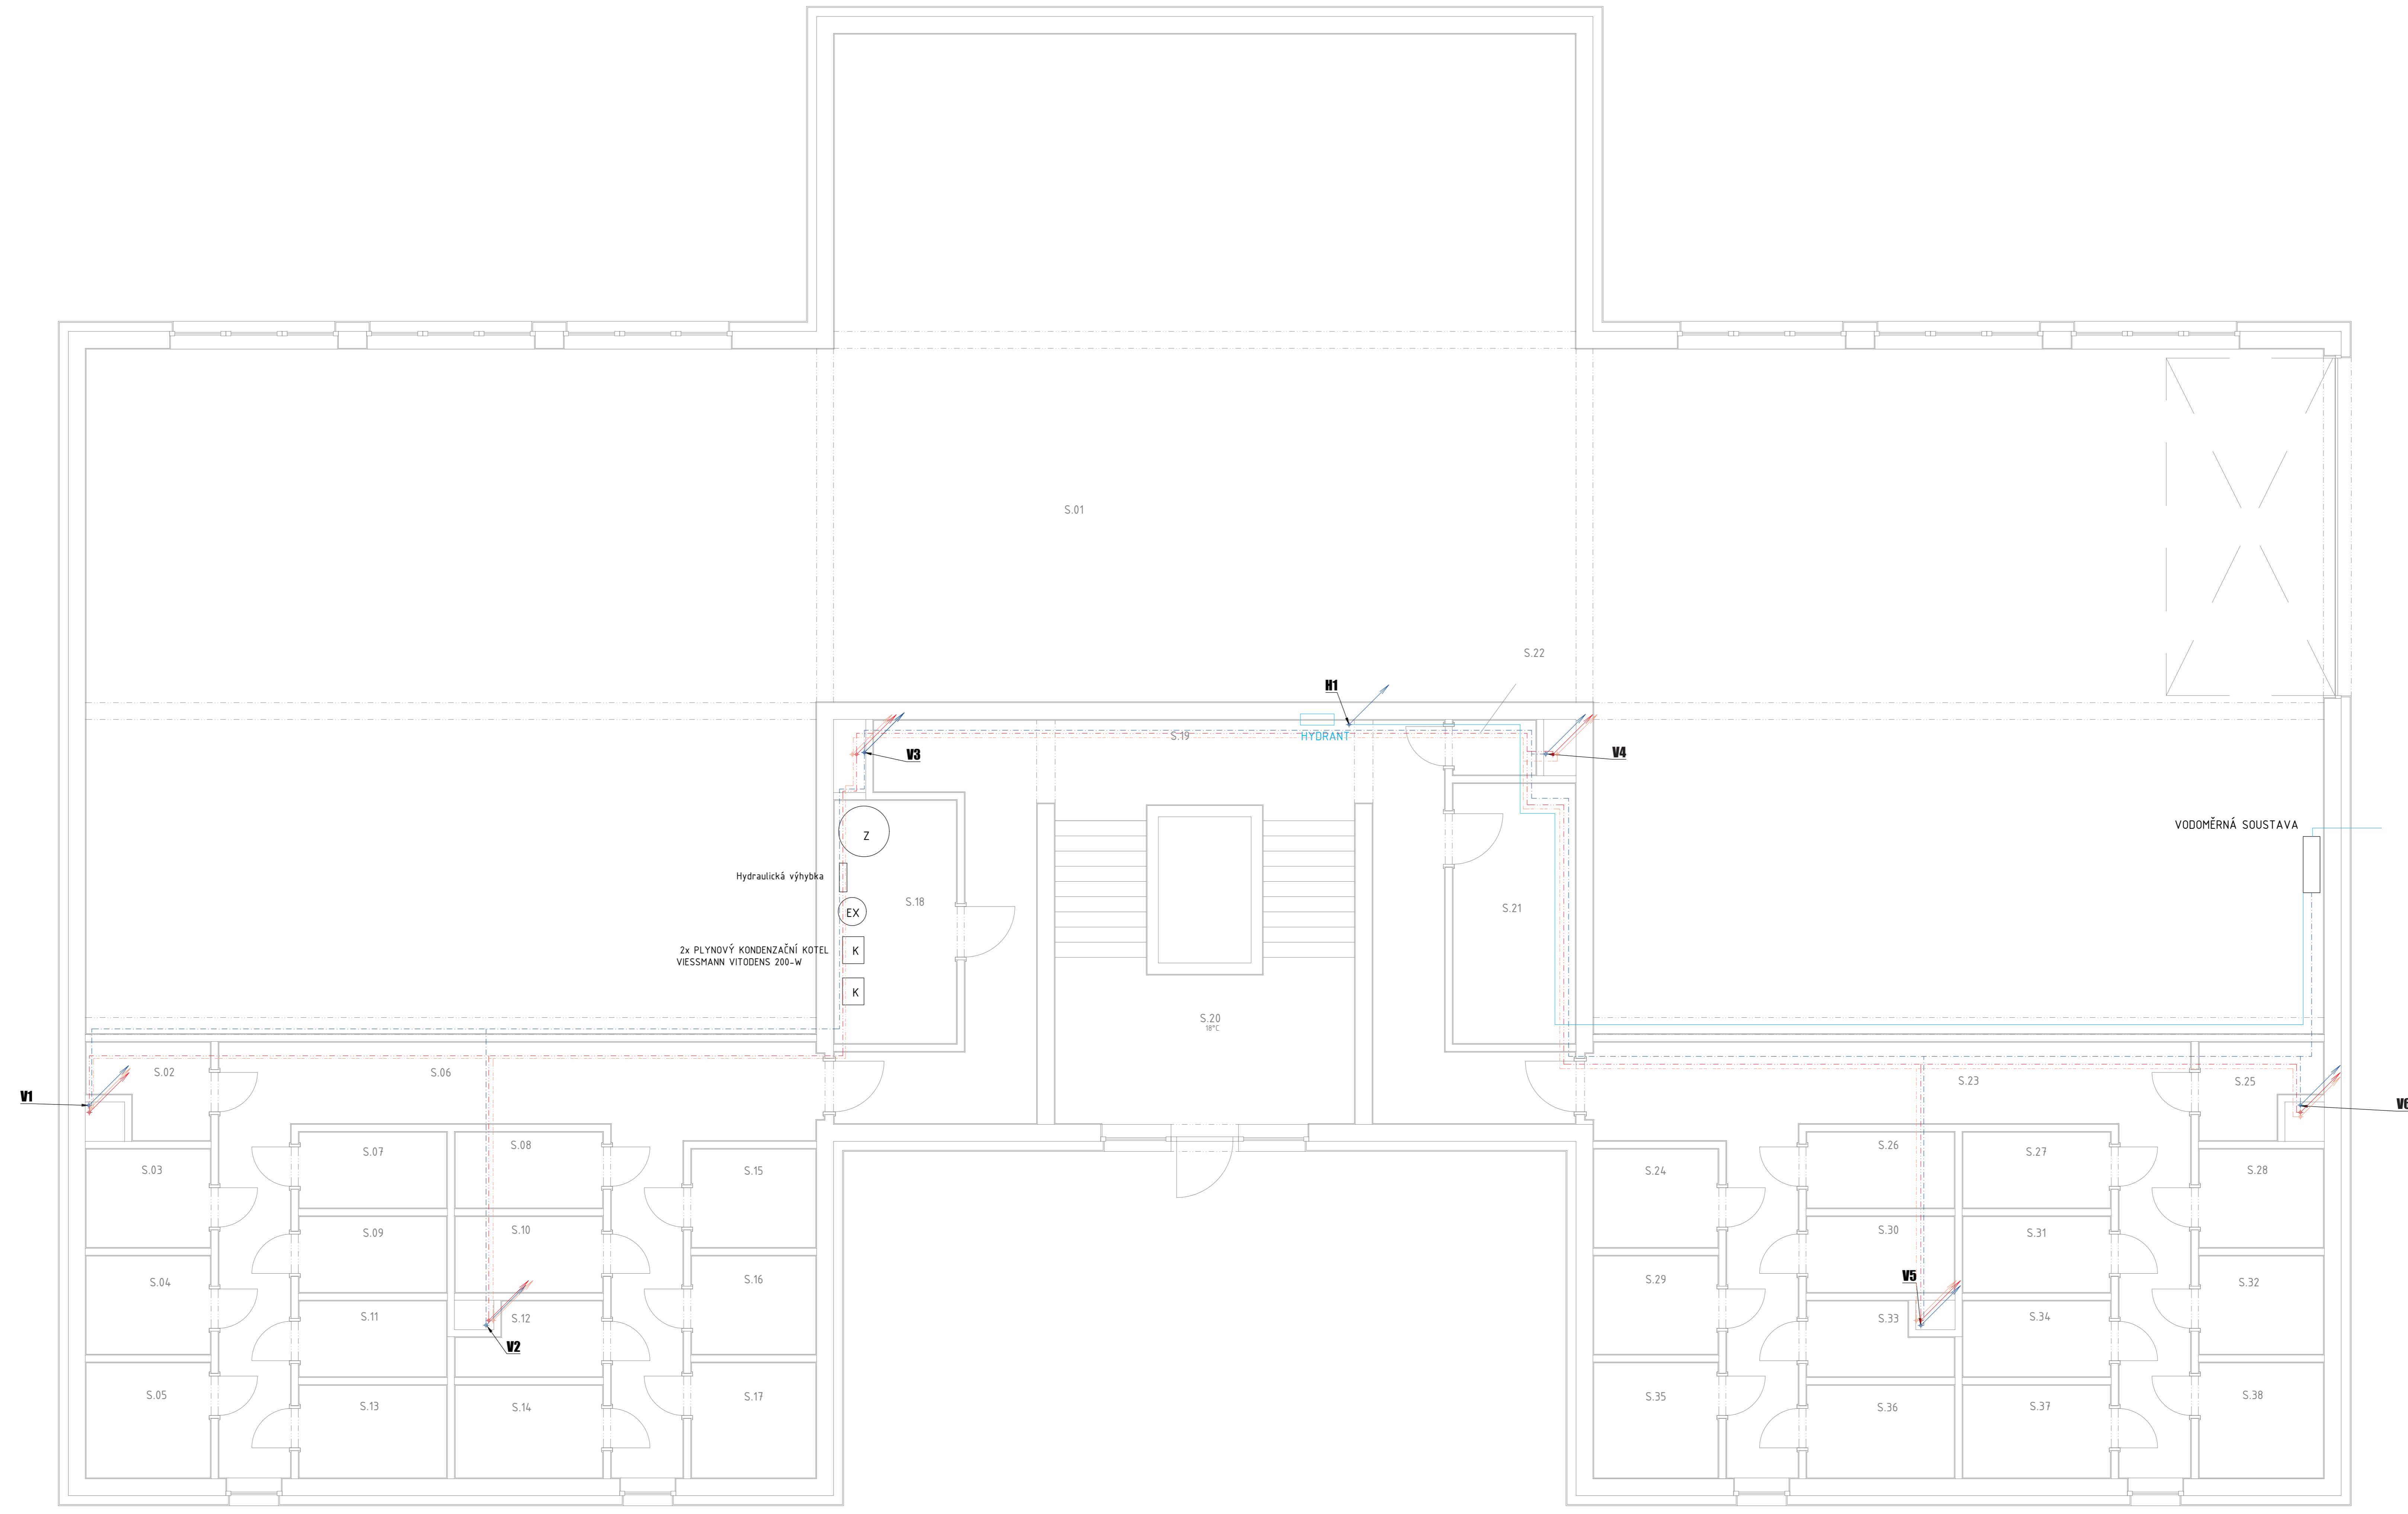 S.01
S.22
H1
HYDRANT
S.19
V3
V4
Z
VODOMĚRNÁ SOUSTAVA
Hydraulická výhybka
S.18
EX
S.21
2x PLYNOVÝ KONDENZAČNÍ KOTEL
VIESSMANN VITODENS 200-W
K
K
S.20
18°C
S.02
S.06
S.23
S.25
V1
V6
S.03
S.07
S.08
S.15
S.24
S.26
S.27
S.28
S.09
S.10
S.30
S.31
S.04
S.16
S.29
V5
S.32
S.11
S.12
S.33
S.34
V2
S.05
S.13
S.14
S.17
S.35
S.36
S.37
S.38